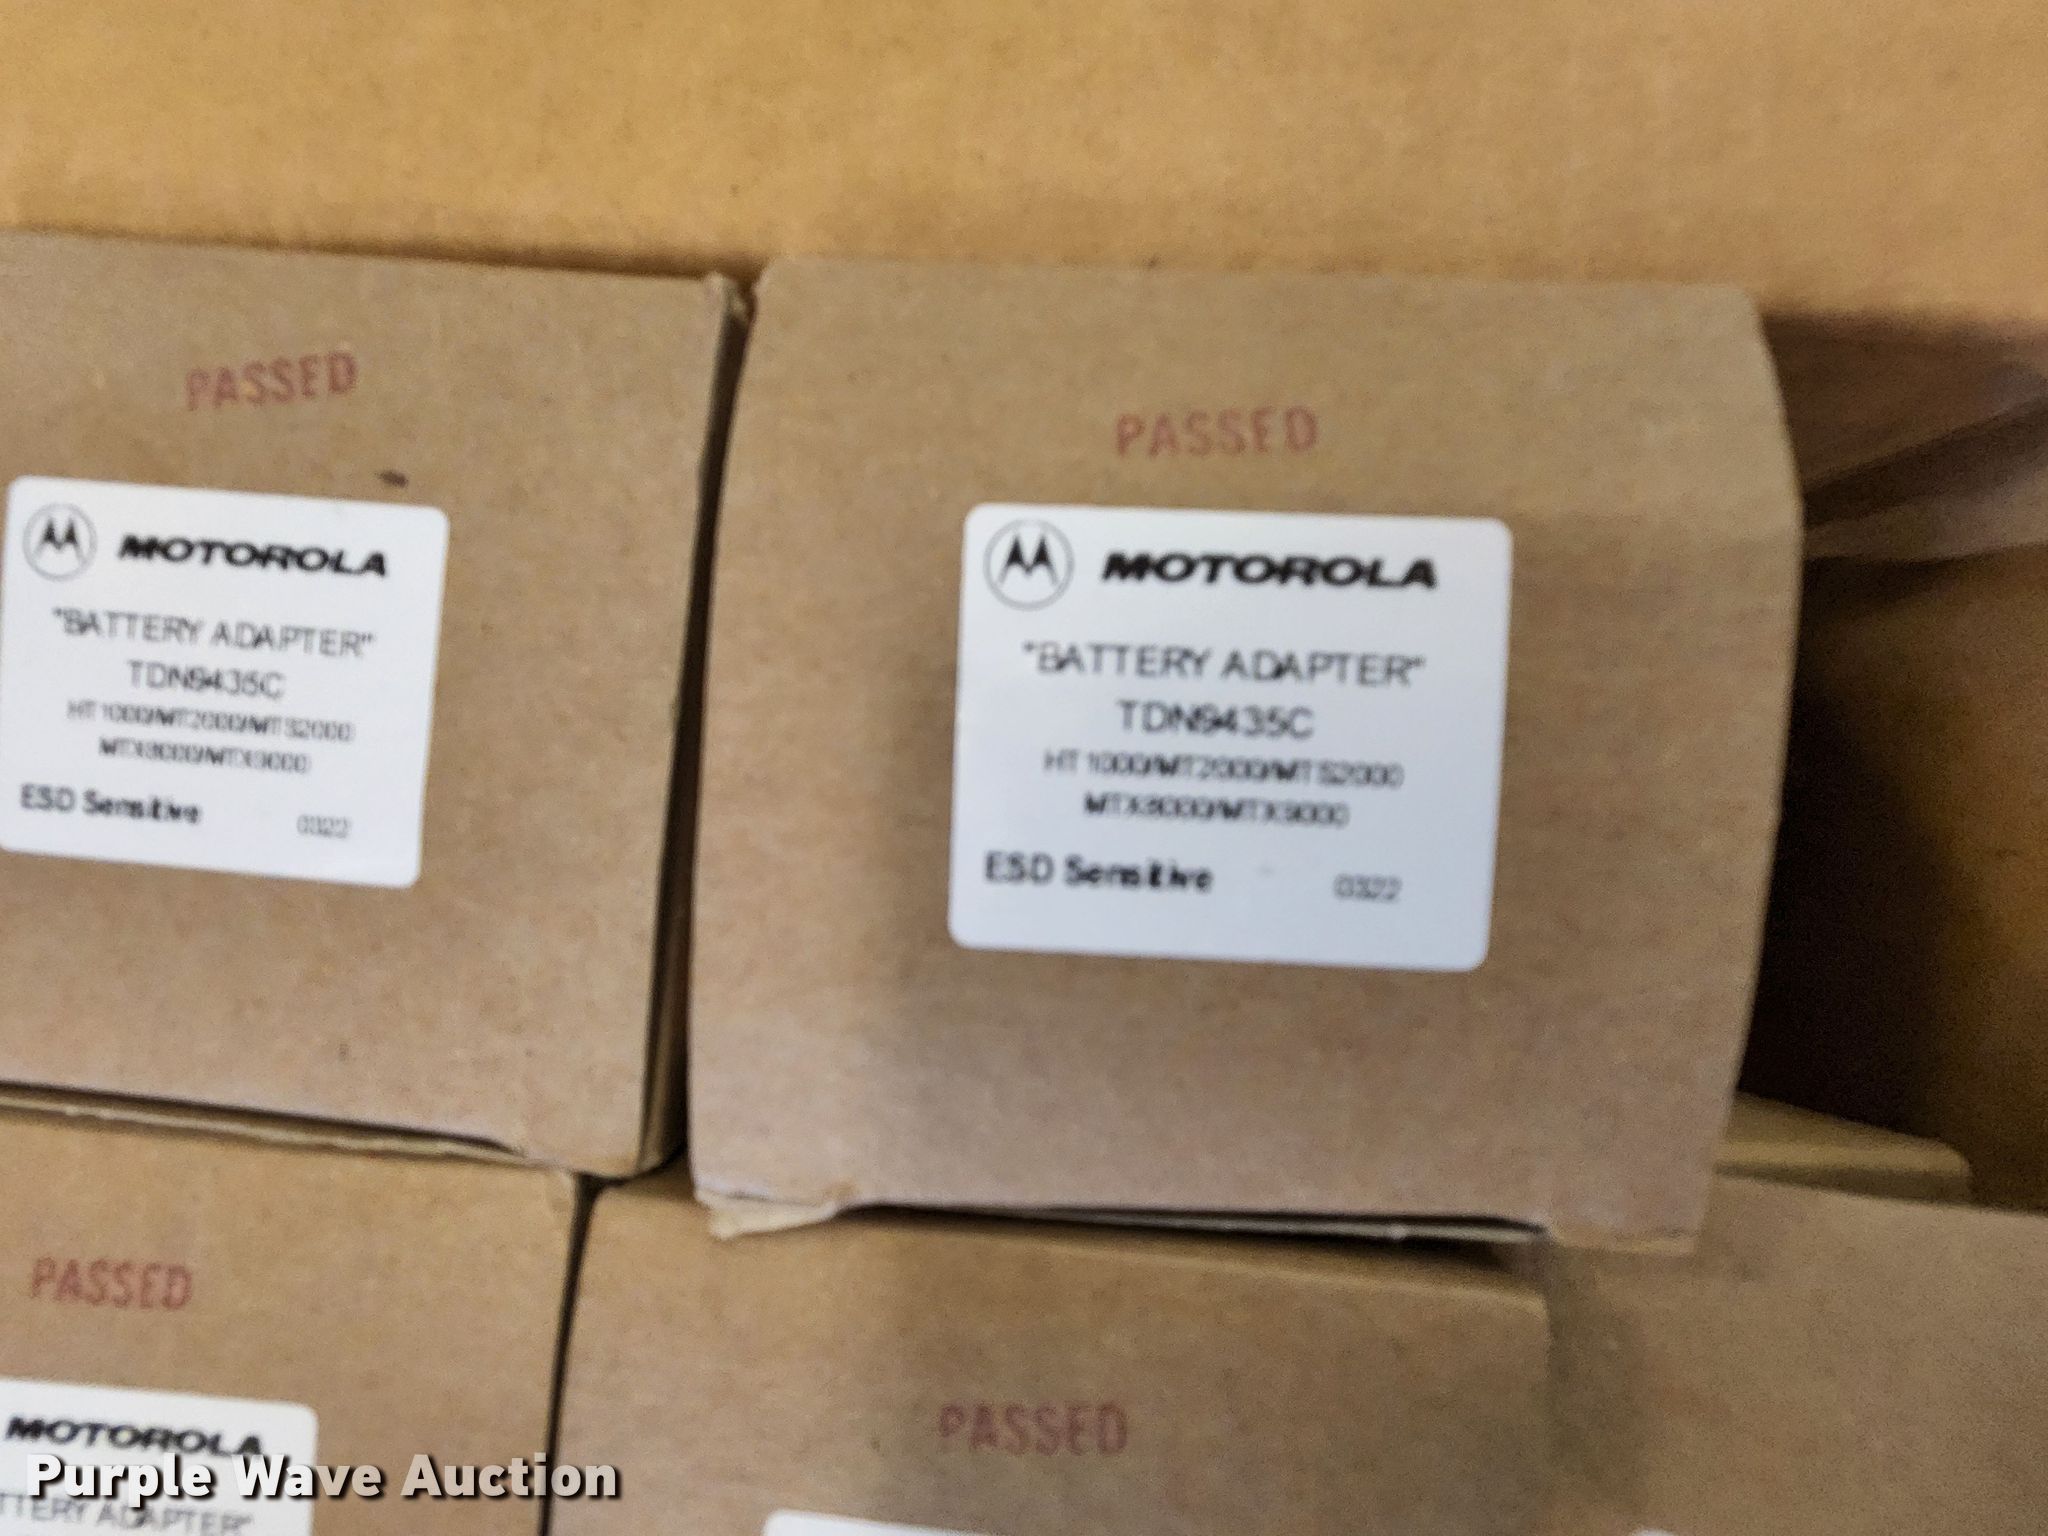 PASSED
MOTOROLA
"BATTERY ADAPTER"
TDN9435C
HT1000/MT2000/MTS2000
MTX8000/MTX9000
ESD Sensitive 0322
PASSED
MOTOROLA
"BATTERY ADAPTER"
TDN9435C
HT1000/MT2000/MTS2000
MTX8000/MTX9000
ESD Sensitive 0322
PASSED
MOTOROLA
TTERY ADAPTER"
PASSED
Purple Wave Auction